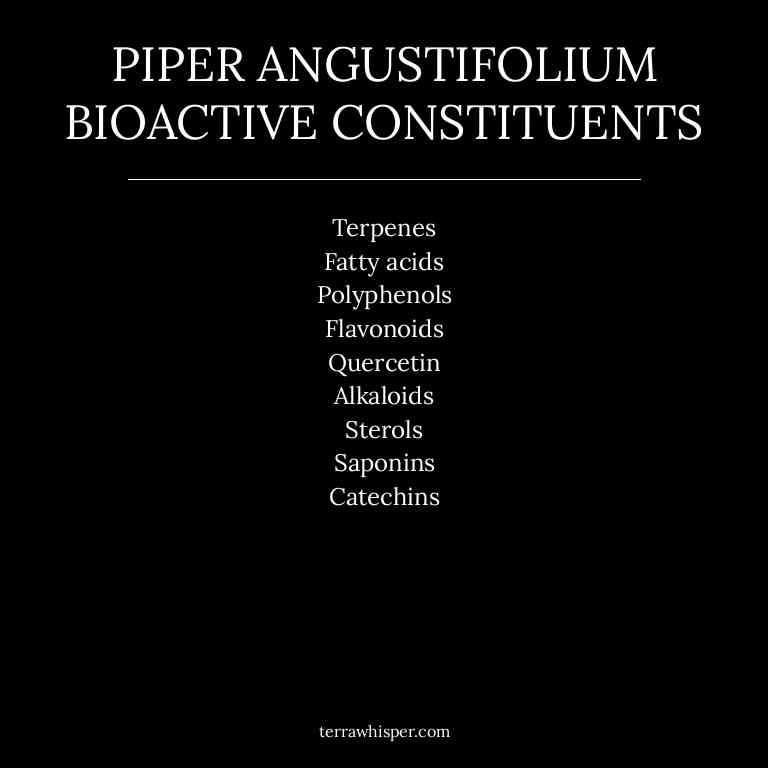 PIPER ANGUSTIFOLIUM
BIOACTIVE CONSTITUENTS
Terpenes
Fatty acids
Polyphenols
Flavonoids
Quercetin
Alkaloids
Sterols
Saponins
Catechins
terrawhisper.com